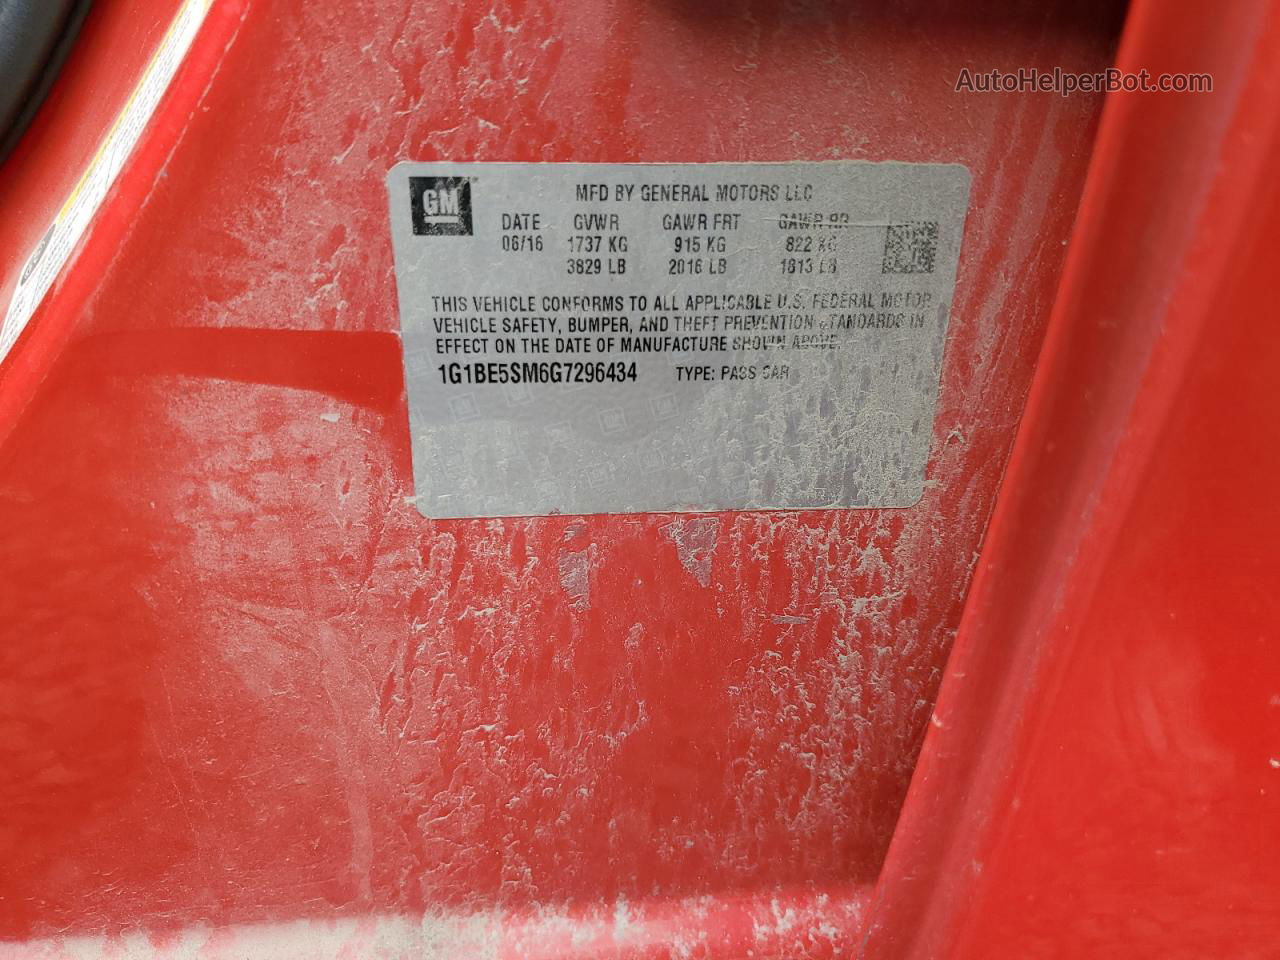 AutoHelperBot.com
GM
MFD BY GENERAL MOTORS LLC
DATE GVWR GAWR FRT GAWR RR
06/16 1737 KG 915 KG 822 KG
3829 LB 2016 LB 1813 LB
THIS VEHICLE CONFORMS TO ALL APPLICABLE U.S. FEDERAL MOTOR
VEHICLE SAFETY, BUMPER, AND THEFT PREVENTION STANDARDS IN
EFFECT ON THE DATE OF MANUFACTURE SHOWN ABOVE.
1G1BE5SM6G7296434 TYPE: PASS CAR